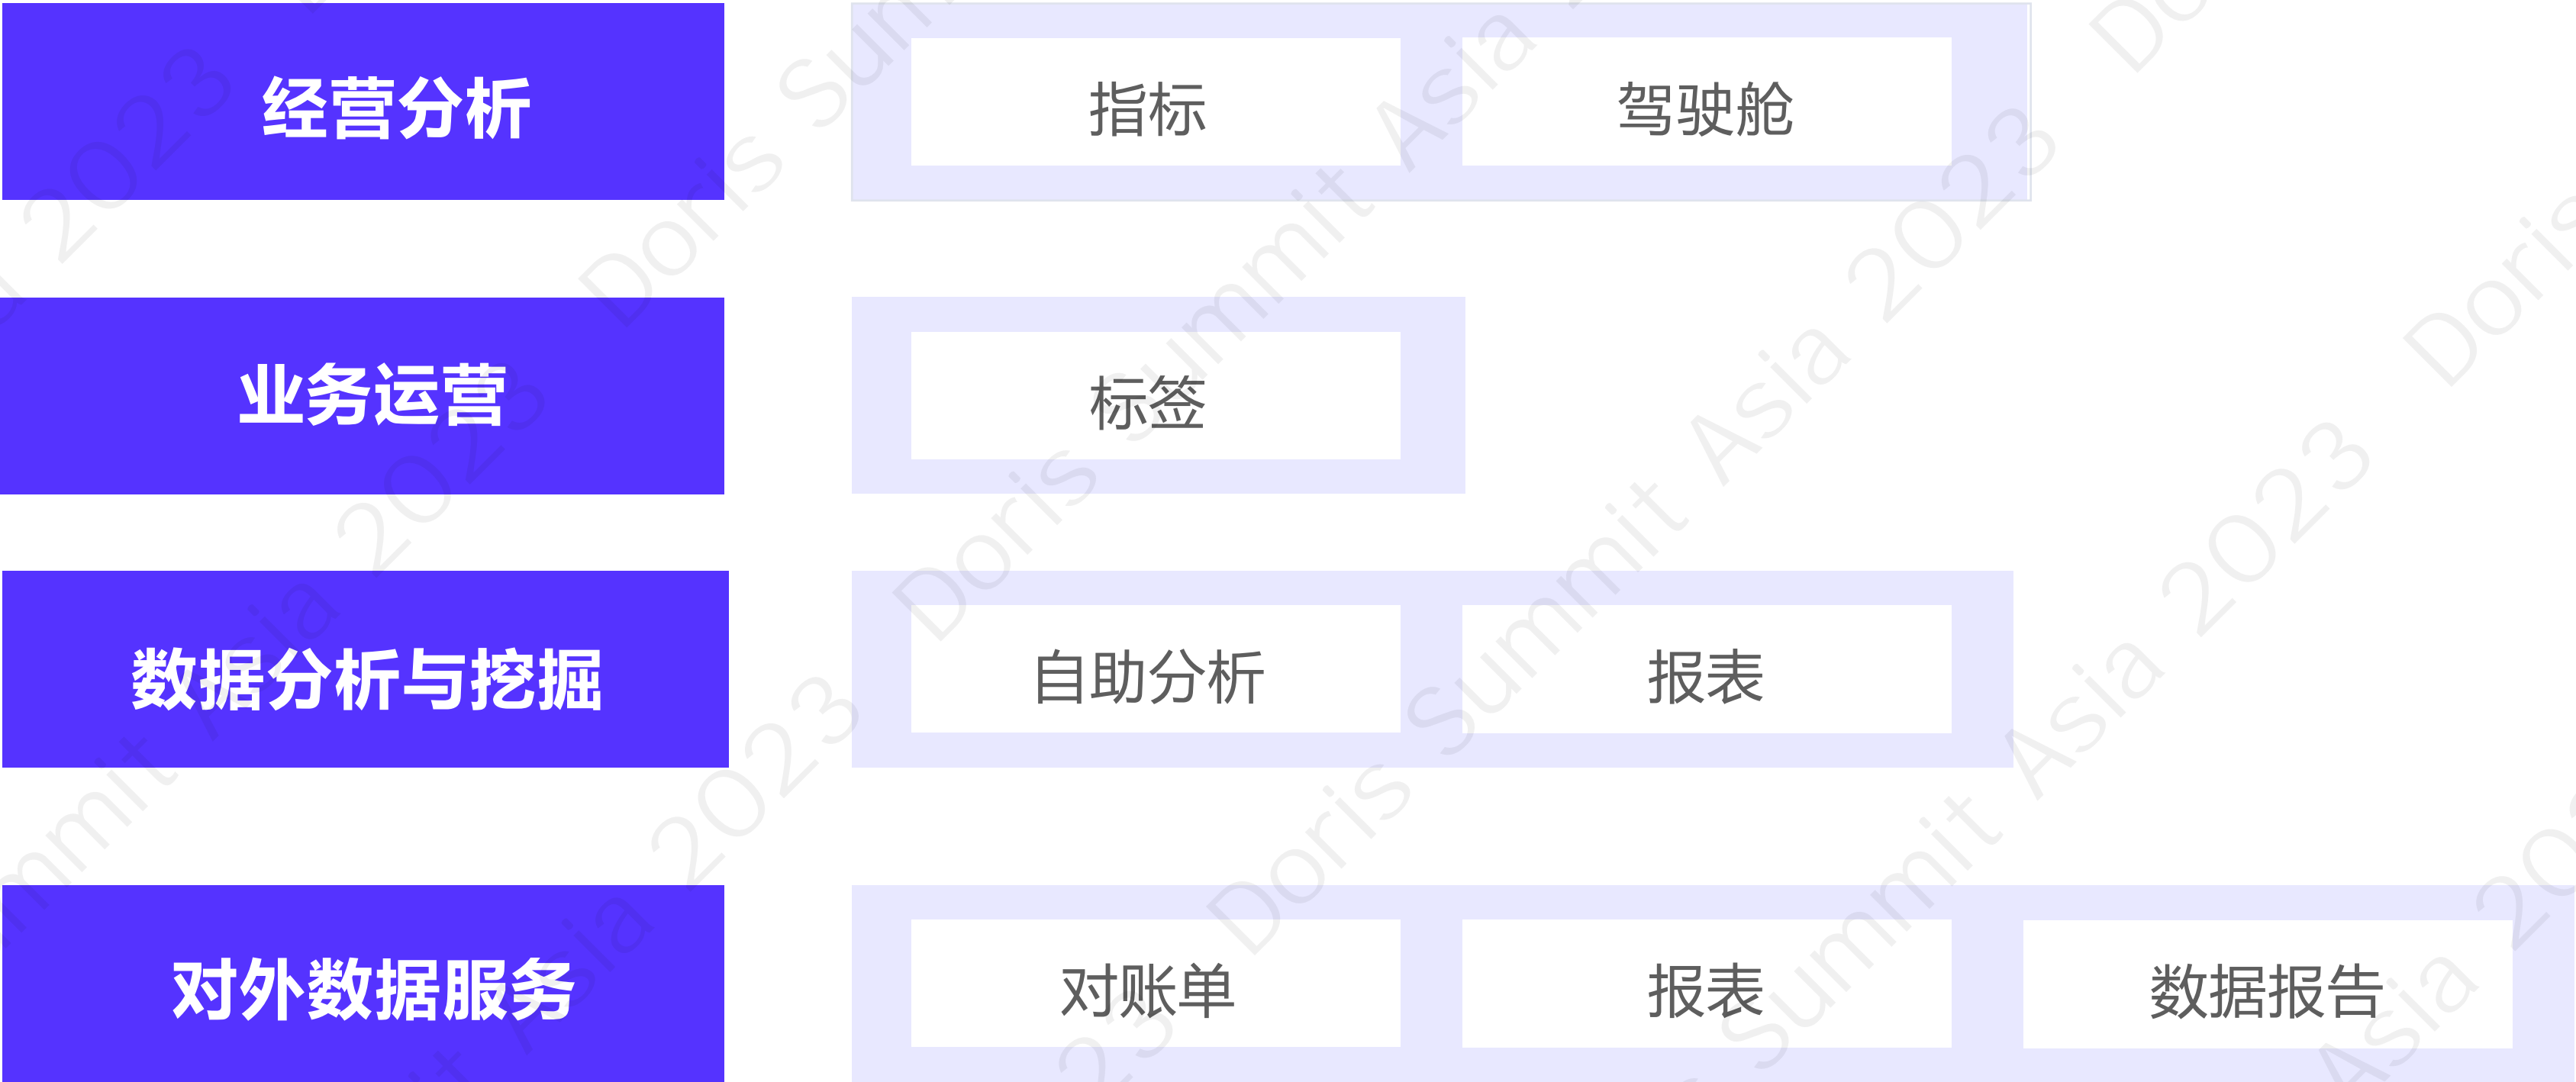 经营分析 指标 驾驶舱
业务运营 标签
数据分析与挖掘 自助分析 报表
对外数据服务 对账单 报表 数据报告
Doris Summit Asia 2023